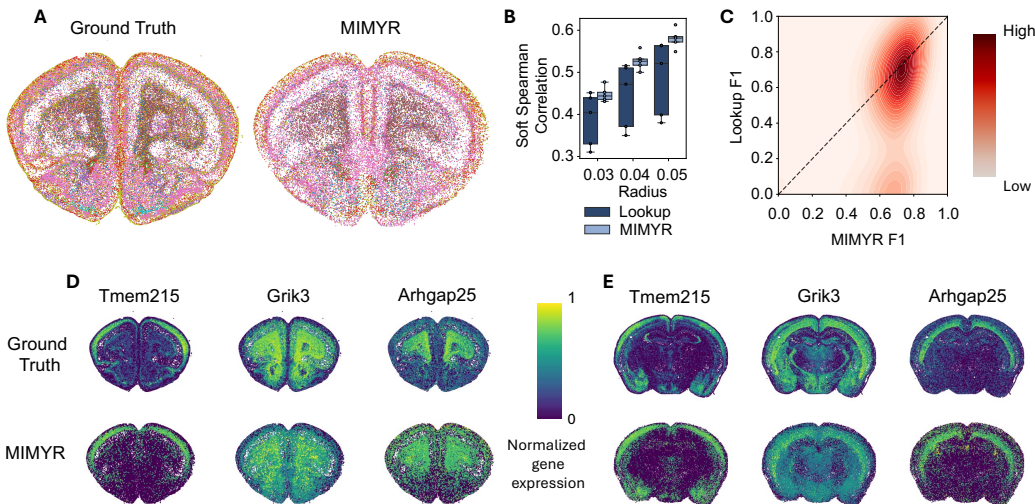 A
Ground Truth
MIMYR
B
Soft Spearman
Correlation
0.6
0.5
0.4
0.3
0.03
0.04
0.05
Radius
Lookup
MIMYR
C
Lookup F1
1.0
0.8
0.6
0.4
0.2
0.0
0.0
0.2
0.4
0.6
0.8
1.0
MIMYR F1
High
Low
D
Tmem215
Grik3
Arhgap25
Ground
Truth
MIMYR
1
0
Normalized
gene
expression
E
Tmem215
Grik3
Arhgap25